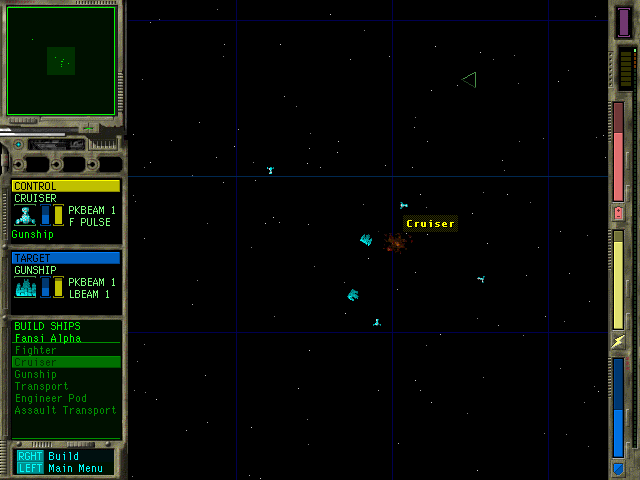 CONTROL
CRUISER
PKBEAM 1
F PULSE
Gunship
TARGET
GUNSHIP
PKBEAM 1
LBEAM 1
BUILD SHIPS
Fansi Alpha
Fighter
Cruiser
Gunship
Transport
Engineer Pod
Assault Transport
RGHT Build
LEFT Main Menu
Cruiser